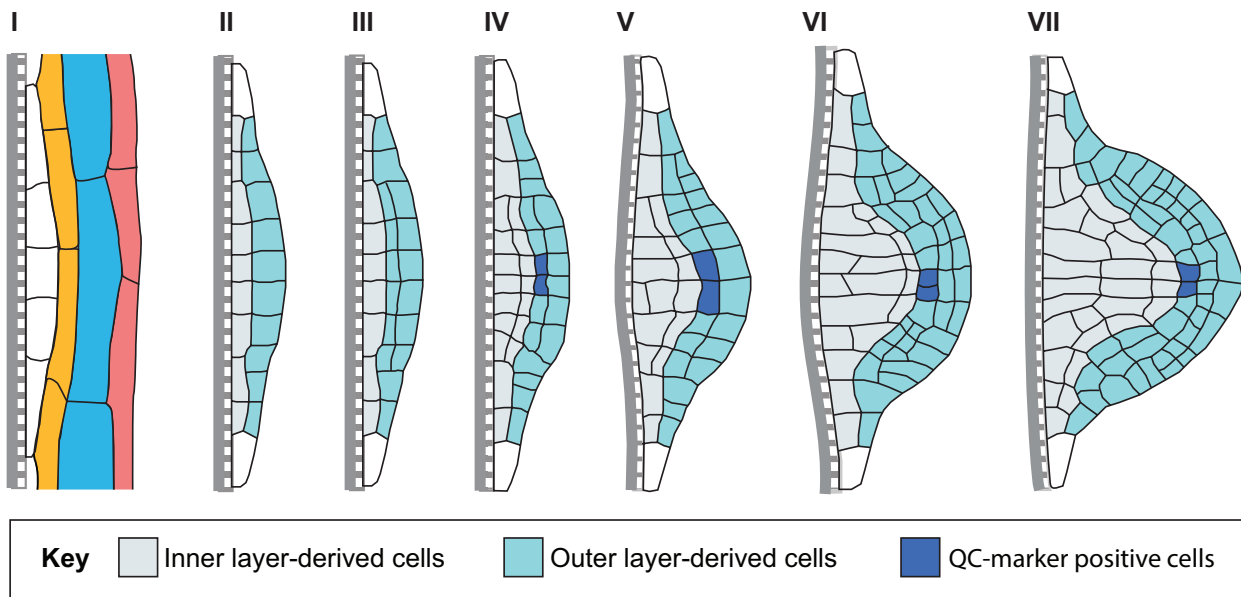 I II III IV V VI VII
Key Inner layer-derived cells Outer layer-derived cells QC-marker positive cells